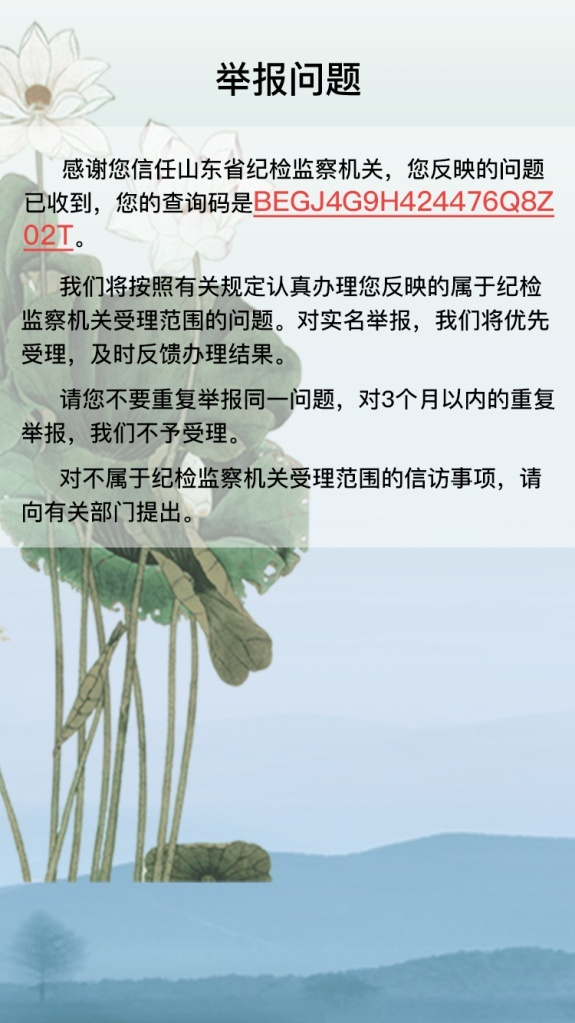 举报问题
感谢您信任山东省纪检监察机关，您反映的问题
已收到，您的查询码是BEGJ4G9H424476Q8Z
02T。
我们将按照有关规定认真办理您反映的属于纪检
监察机关受理范围的问题。对实名举报，我们将优先
受理，及时反馈办理结果。
请您不要重复举报同一问题，对3个月以内的重复
举报，我们不予受理。
对不属于纪检监察机关受理范围的信访事项，请
向有关部门提出。